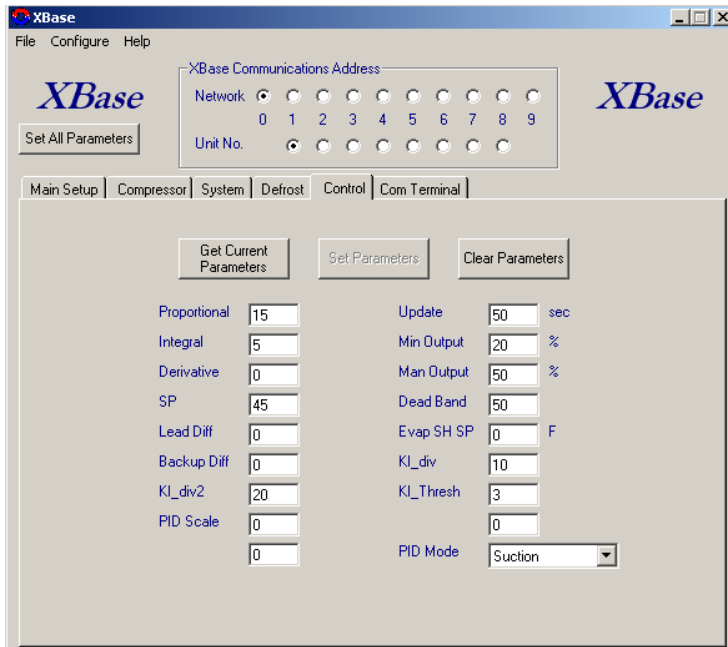 XBase
File Configure Help
XBase Communications Address
XBase
XBase
Network
0 1 2 3 4 5 6 7 8 9
Set All Parameters
Unit No.
Main Setup Compressor System Defrost Control Com Terminal
Get Current Parameters Set Parameters Clear Parameters
Proportional 15 Update 50 sec
Integral 5 Min Output 20 %
Derivative 0 Man Output 50 %
SP 45 Dead Band 50
Lead Diff 0 Evap SH SP 0 F
Backup Diff 0 KI_div 10
KI_div2 20 KI_Thresh 3
PID Scale 0 0
0 PID Mode Suction